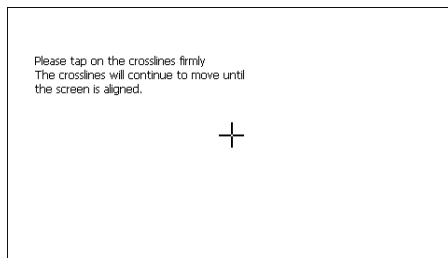 Please tap on the crosslines firmly
The crosslines will continue to move until
the screen is aligned.